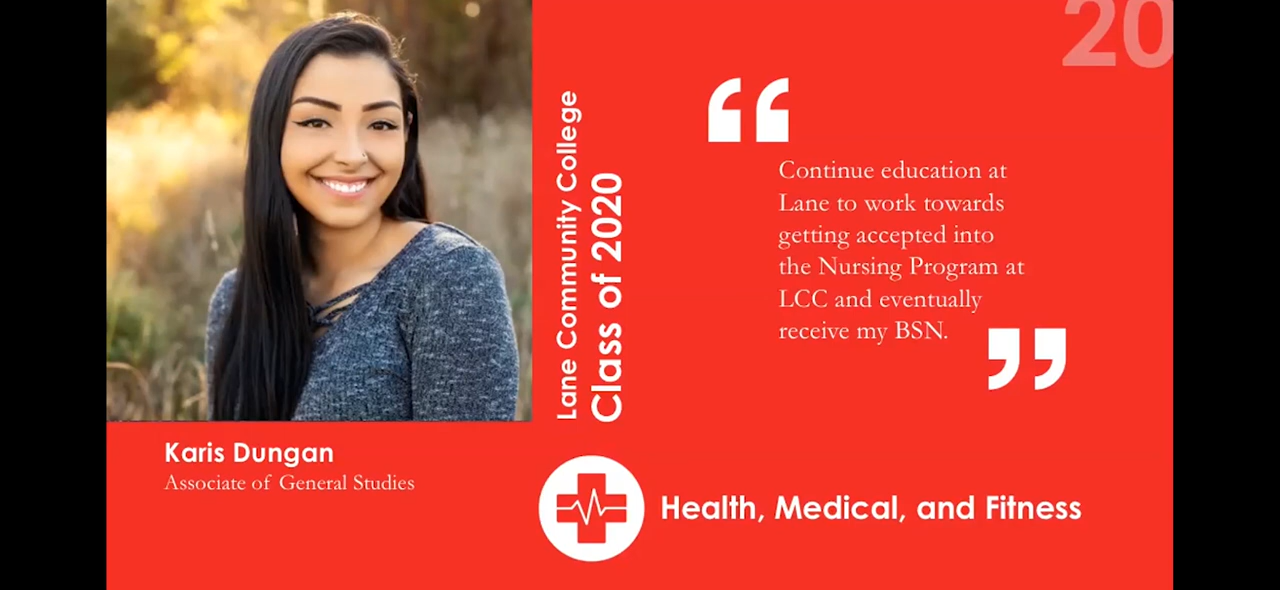 20
Lane Community College
Class of 2020
Continue education at
Lane to work towards
getting accepted into
the Nursing Program at
LCC and eventually
receive my BSN.
Karis Dungan
Associate of General Studies
Health, Medical, and Fitness